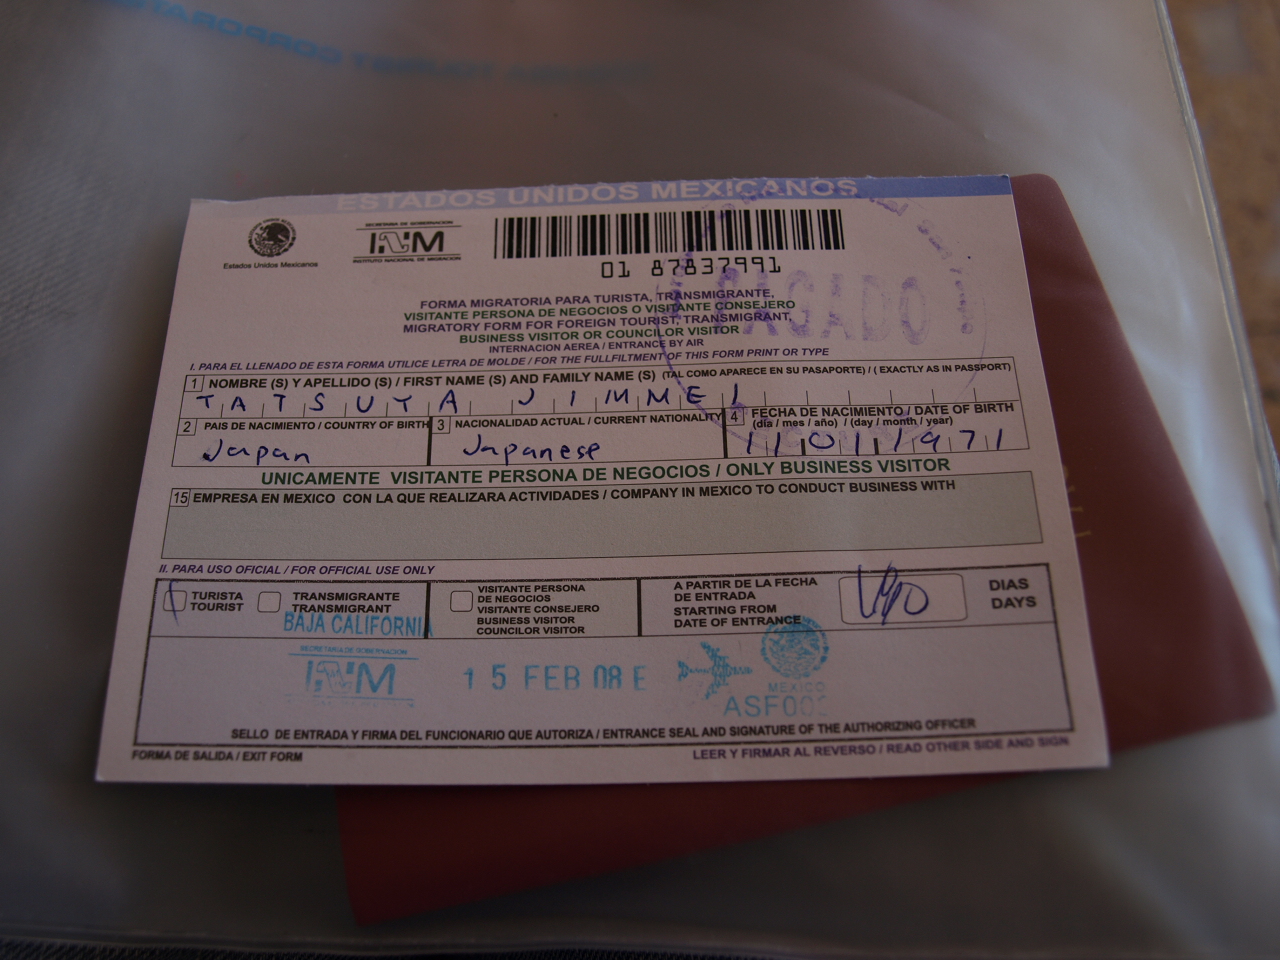 ESTADOS UNIDOS MEXICANOS
Estados Unidos Mexicanos
SECRETARIA DE GOBERNACION
INM
INSTITUTO NACIONAL DE MIGRACION
01 87837991
PAGADO
FORMA MIGRATORIA PARA TURISTA, TRANSMIGRANTE,
VISITANTE PERSONA DE NEGOCIOS O VISITANTE CONSEJERO
MIGRATORY FORM FOR FOREIGN TOURIST, TRANSMIGRANT,
BUSINESS VISITOR OR COUNCILOR VISITOR
INTERNACION AEREA / ENTRANCE BY AIR
I. PARA EL LLENADO DE ESTA FORMA UTILICE LETRA DE MOLDE / FOR THE FULLFILTMENT OF THIS FORM PRINT OR TYPE
1 NOMBRE (S) Y APELLIDO (S) / FIRST NAME (S) AND FAMILY NAME (S) (TAL COMO APARECE EN SU PASAPORTE) / ( EXACTLY AS IN PASSPORT)
TATSUYA JIMMEI
2 PAIS DE NACIMIENTO / COUNTRY OF BIRTH
Japan
3 NACIONALIDAD ACTUAL / CURRENT NATIONALITY
Japanese
4 FECHA DE NACIMIENTO / DATE OF BIRTH
(día / mes / año) / (day / month / year)
11 01 1971
UNICAMENTE VISITANTE PERSONA DE NEGOCIOS / ONLY BUSINESS VISITOR
15 EMPRESA EN MEXICO CON LA QUE REALIZARA ACTIVIDADES / COMPANY IN MEXICO TO CONDUCT BUSINESS WITH
II. PARA USO OFICIAL / FOR OFFICIAL USE ONLY
TURISTA
TOURIST
TRANSMIGRANTE
TRANSMIGRANT
VISITANTE PERSONA
DE NEGOCIOS
VISITANTE CONSEJERO
BUSINESS VISITOR
COUNCILOR VISITOR
A PARTIR DE LA FECHA
DE ENTRADA
STARTING FROM
DATE OF ENTRANCE
DIAS
DAYS
BAJA CALIFORNIA
SECRETARIA DE GOBERNACION
INM
15 FEB 08 E
MEXICO
SELLO DE ENTRADA Y FIRMA DEL FUNCIONARIO QUE AUTORIZA / ENTRANCE SEAL AND SIGNATURE OF THE AUTHORIZING OFFICER
FORMA DE SALIDA / EXIT FORM
LEER Y FIRMAR AL REVERSO / READ OTHER SIDE AND SIGN